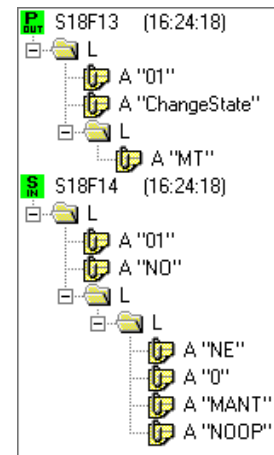 P OUT S18F13 (16:24:18)
L
A "01"
A "ChangeState"
L
A "MT"
S IN S18F14 (16:24:18)
L
A "01"
A "NO"
L
L
A "NE"
A "0"
A "MANT"
A "NOOP"